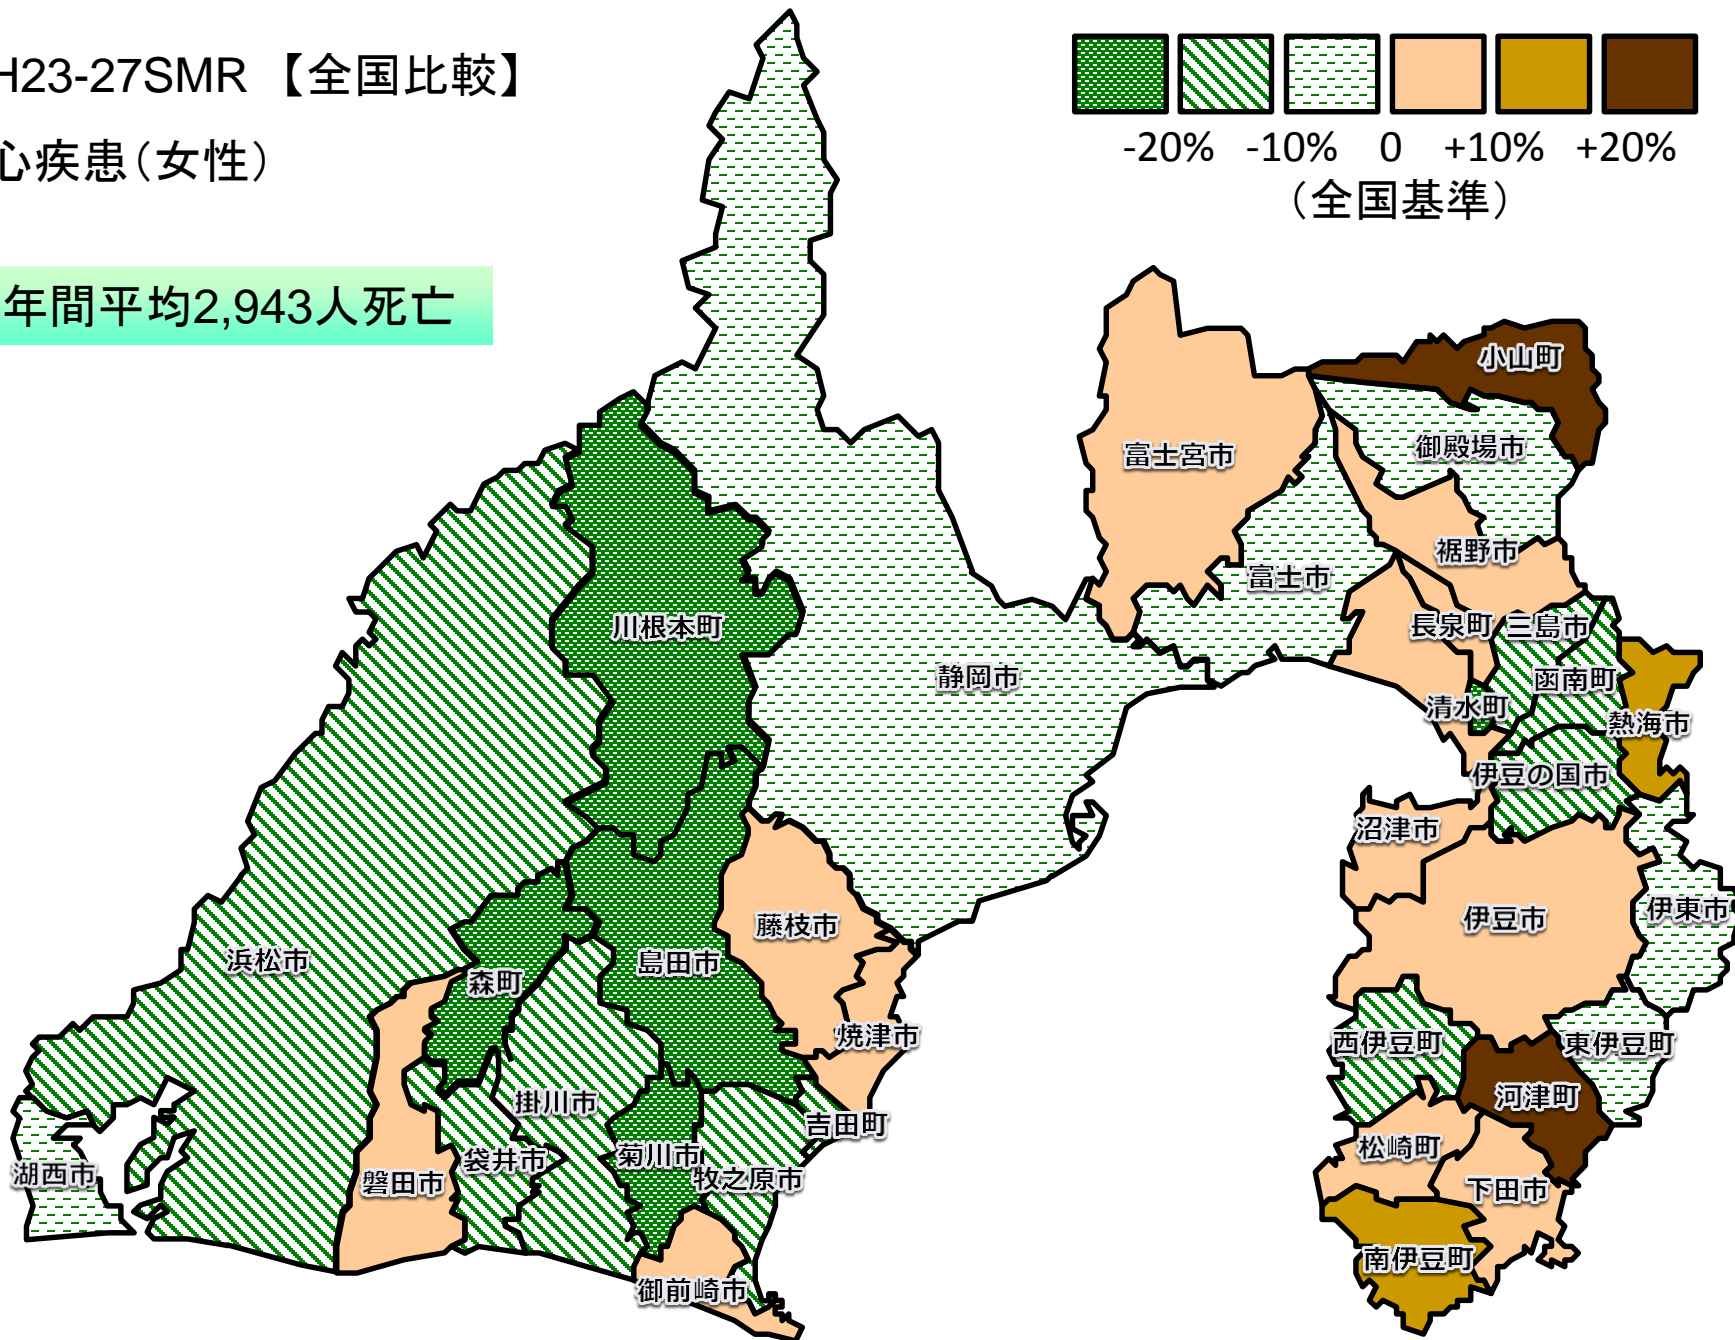 H23-27SMR 【全国比較】
心疾患(女性)
年間平均2,943人死亡
-20% -10% 0 +10% +20%
(全国基準)
小山町
御殿場市
富士宮市
裾野市
富士市
長泉町
三島市
川根本町
静岡市
函南町
清水町
熱海市
伊豆の国市
沼津市
伊東市
伊豆市
藤枝市
浜松市
島田市
森町
焼津市
西伊豆町
東伊豆町
河津町
掛川市
吉田町
松崎町
菊川市
袋井市
湖西市
磐田市
牧之原市
下田市
南伊豆町
御前崎市